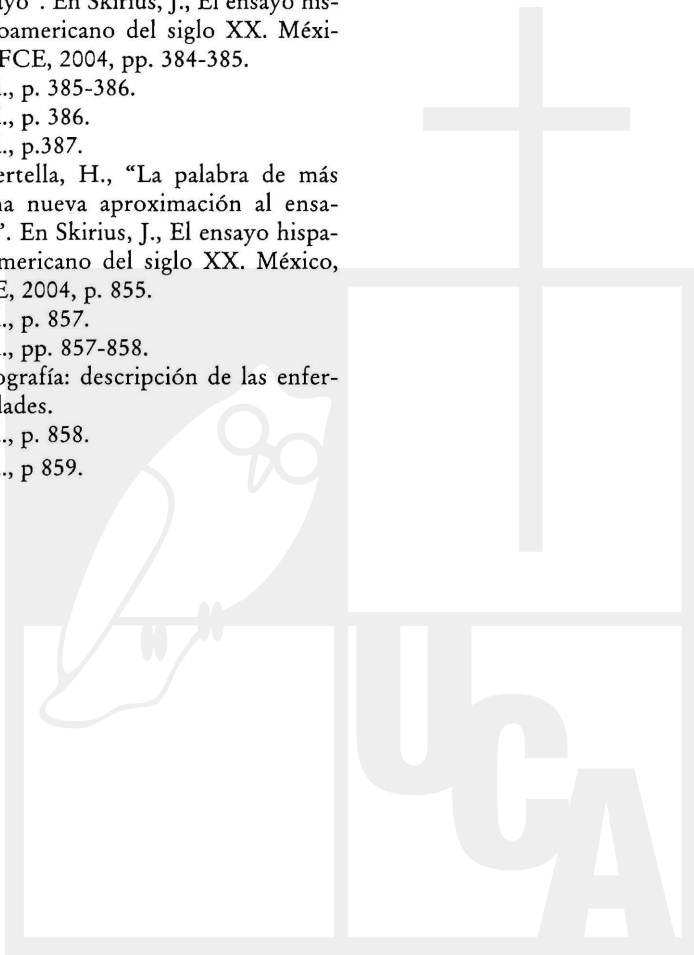 ayo". En Skirius, J., El ensayo his-
oamericano del siglo XX. Méxi-
FCE, 2004, pp. 384-385.
., p. 385-386.
., p. 386.
., p.387.
ertella, H., “La palabra de más
na nueva aproximación al ensa-
”. En Skirius, J., El ensayo hispa-
mericano del siglo XX. México,
E, 2004, p. 855.
., p. 857.
., pp. 857-858.
ografía: descripción de las enfer-
lades.
., p. 858.
., p 859.
UCA